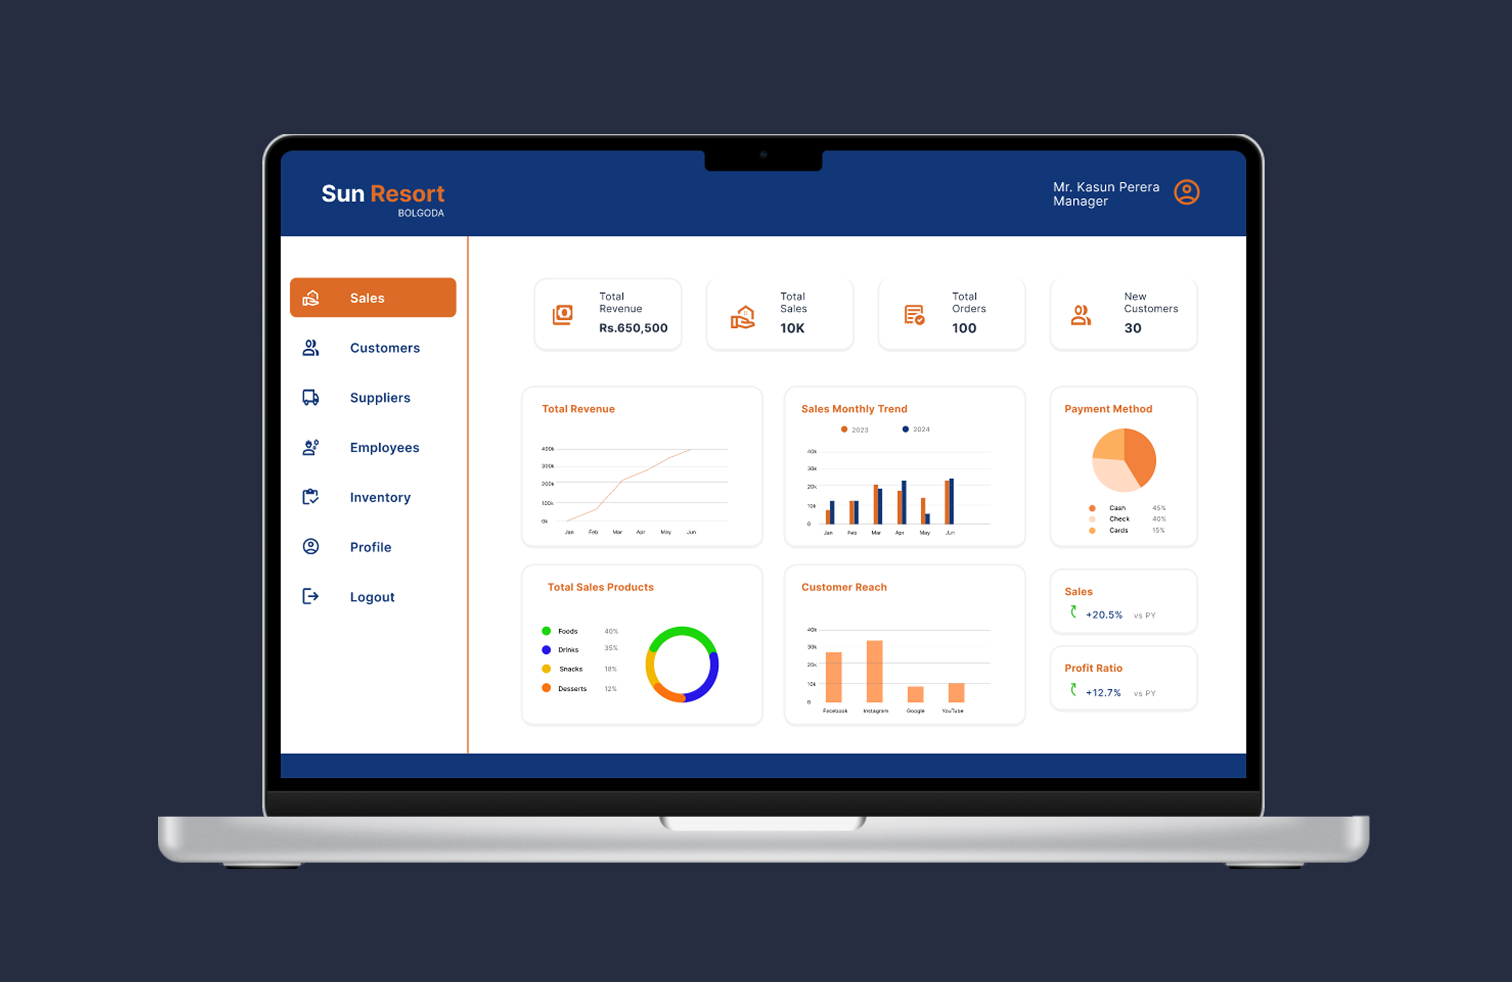 Sun Resort
BOLGODA
Mr. Kasun Perera
Manager
Sales
Customers
Suppliers
Employees
Inventory
Profile
Logout
Total
Revenue
Rs.650,500
Total
Sales
10K
Total
Orders
100
New
Customers
30
Total Revenue
400k
300k
200k
100k
0k
Jan Feb Mar Apr May Jun
Sales Monthly Trend
2023 2024
40k
30k
20k
10k
0
Jan Feb Mar Apr May Jun
Payment Method
Cash 45%
Check 40%
Cards 15%
Total Sales Products
Foods 40%
Drinks 35%
Snacks 18%
Desserts 12%
Customer Reach
40k
30k
20k
10k
0
Facebook Instagram Google YouTube
Sales
+20.5% vs PY
Profit Ratio
+12.7% vs PY